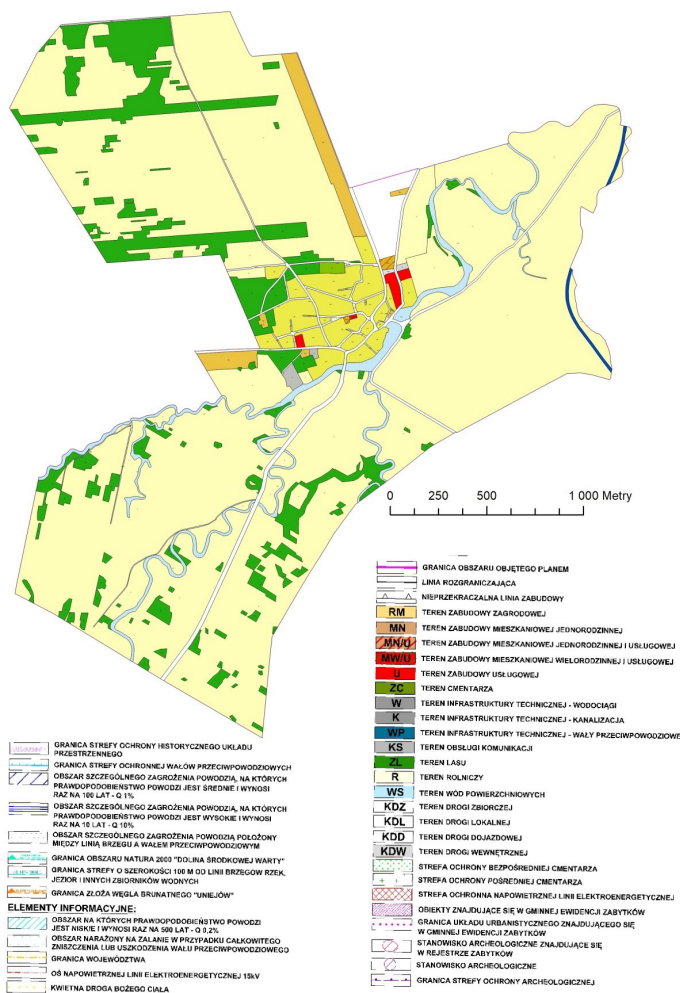 0 250 500 1 000 Metry
GRANICA OBSZARU OBJĘTEGO PLANEM
LINIA ROZGRANICZAJĄCA
NIEPRZEKRACZALNA LINIA ZABUDOWY
RM TEREN ZABUDOWY ZAGRODOWEJ
MN TEREN ZABUDOWY MIESZKANIOWEJ JEDNORODZINNEJ
MN/U TEREN ZABUDOWY MIESZKANIOWEJ JEDNORODZINNEJ I USŁUGOWEJ
MW/U TEREN ZABUDOWY MIESZKANIOWEJ WIELORODZINNEJ I USŁUGOWEJ
U TEREN ZABUDOWY USŁUGOWEJ
ZC TEREN CMENTARZA
W TEREN INFRASTRUKTURY TECHNICZNEJ - WODOCIĄGI
K TEREN INFRASTRUKTURY TECHNICZNEJ - KANALIZACJA
WP TEREN INFRASTRUKTURY TECHNICZNEJ - WAŁY PRZECIWPOWODZIOWE
KS TEREN OBSŁUGI KOMUNIKACJI
ZL TEREN LASU
R TEREN ROLNICZY
WS TEREN WÓD POWIERZCHNIOWYCH
KDZ TEREN DROGI ZBIORCZEJ
KDL TEREN DROGI LOKALNEJ
KDD TEREN DROGI DOJAZDOWEJ
KDW TEREN DROGI WEWNĘTRZNEJ
STREFA OCHRONY BEZPOŚREDNIEJ CMENTARZA
STREFA OCHRONY POŚREDNIEJ CMENTARZA
STREFA OCHRONNA NAPOWIETRZNEJ LINII ELEKTROENERGETYCZNEJ
OBIEKTY ZNAJDUJĄCE SIĘ W GMINNEJ EWIDENCJI ZABYTKÓW
GRANICA UKŁADU URBANISTYCZNEGO ZNAJDUJĄCEGO SIĘ
W GMINNEJ EWIDENCJI ZABYTKÓW
STANOWISKO ARCHEOLOGICZNE ZNAJDUJĄCE SIĘ
W REJESTRZE ZABYTKÓW
STANOWISKO ARCHEOLOGICZNE
GRANICA STREFY OCHRONY ARCHEOLOGICZNEJ
GRANICA STREFY OCHRONY HISTORYCZNEGO UKŁADU
PRZESTRZENNEGO
GRANICA STREFY OCHRONNEJ WAŁÓW PRZECIWPOWODZIOWYCH
OBSZAR SZCZEGÓLNEGO ZAGROŻENIA POWODZIĄ, NA KTÓRYCH
PRAWDOPODOBIEŃSTWO POWODZI JEST ŚREDNIE I WYNOSI
RAZ NA 100 LAT - Q 1%
OBSZAR SZCZEGÓLNEGO ZAGROŻENIA POWODZIĄ, NA KTÓRYCH
PRAWDOPODOBIEŃSTWO POWODZI JEST WYSOKIE I WYNOSI
RAZ NA 10 LAT - Q 10%
OBSZAR SZCZEGÓLNEGO ZAGROŻENIA POWODZIĄ POŁOŻONY
MIĘDZY LINIĄ BRZEGU A WAŁEM PRZECIWPOWODZIOWYM
GRANICA OBSZARU NATURA 2000 "DOLINA ŚRODKOWEJ WARTY"
GRANICA STREFY O SZEROKOŚCI 100 M OD LINII BRZEGÓW RZEK,
JEZIOR I INNYCH ZBIORNIKÓW WODNYCH
GRANICA ZŁOŻA WĘGLA BRUNATNEGO "UNIEJÓW"
ELEMENTY INFORMACYJNE:
OBSZAR NA KTÓRYCH PRAWDOPODOBIEŃSTWO POWODZI
JEST NISKIE I WYNOSI RAZ NA 500 LAT - Q 0,2%
OBSZAR NARAŻONY NA ZALANIE W PRZYPADKU CAŁKOWITEGO
ZNISZCZENIA LUB USZKODZENIA WAŁU PRZECIWPOWODZIOWEGO
GRANICA WOJEWÓDZTWA
OŚ NAPOWIETRZNEJ LINII ELEKTROENERGETYCZNEJ 15kV
KWIETNA DROGA BOŻEGO CIAŁA